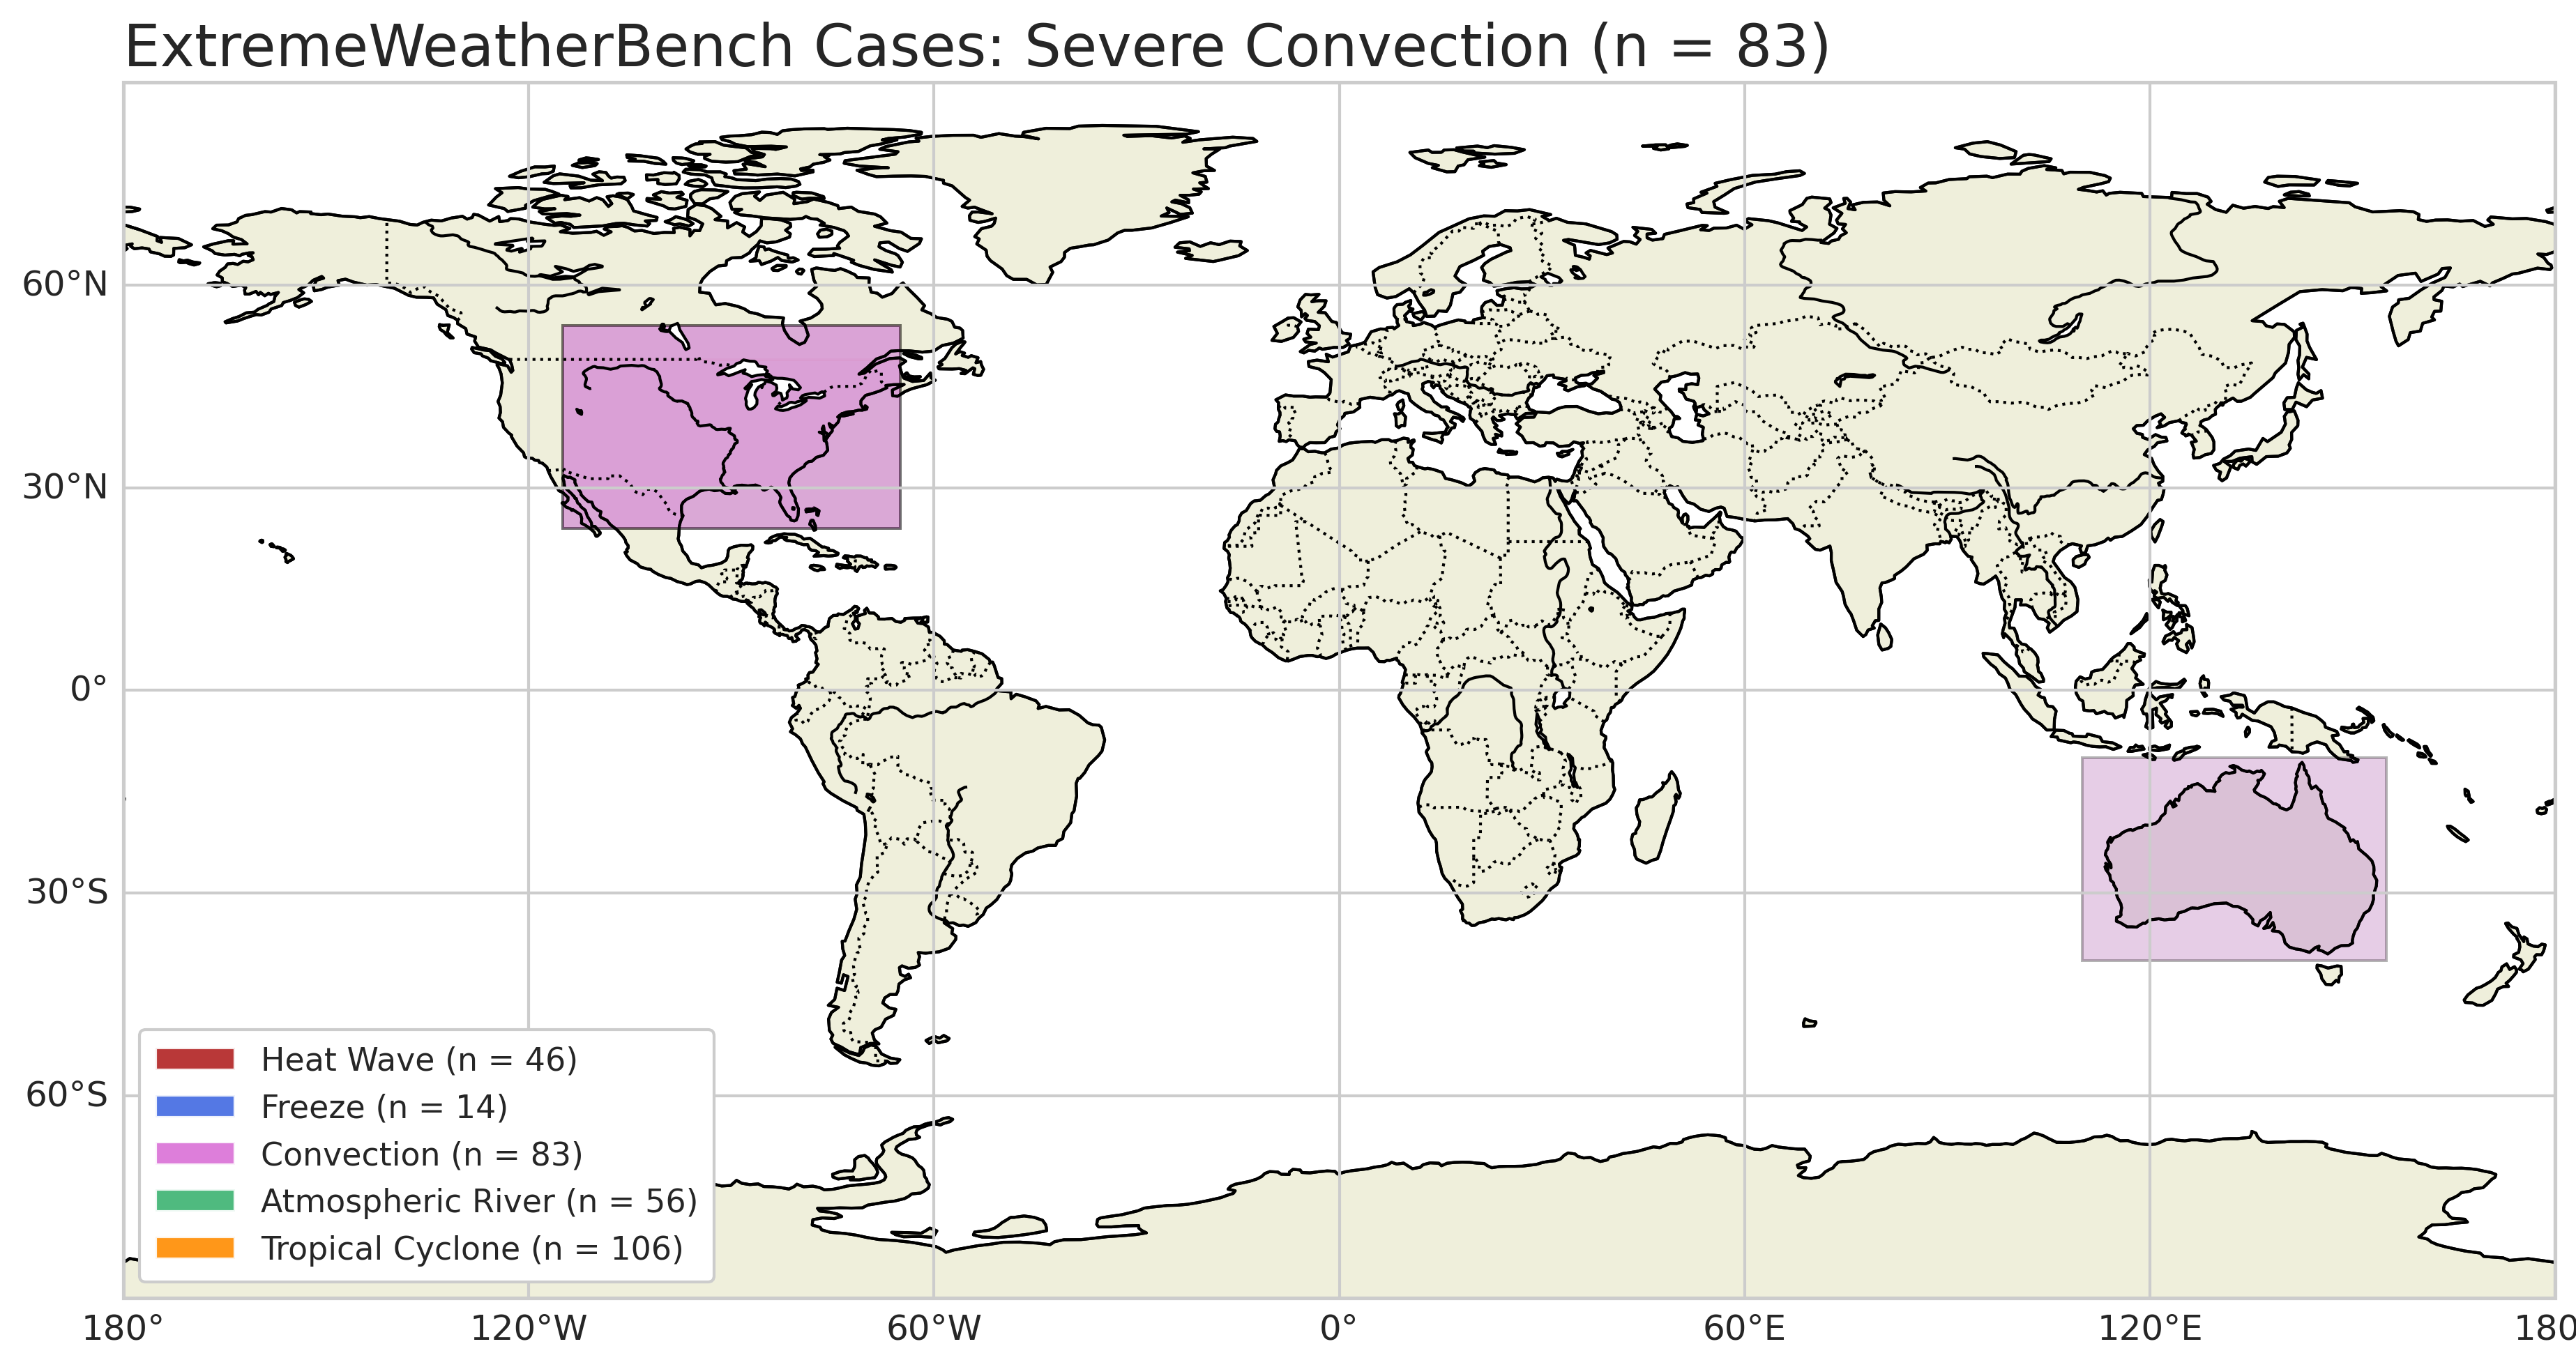 ExtremeWeatherBench Cases: Severe Convection (n = 83)
60°N
30°N
0°
30°S
60°S
Heat Wave (n = 46)
Freeze (n = 14)
Convection (n = 83)
Atmospheric River (n = 56)
Tropical Cyclone (n = 106)
180° 120°W 60°W 0° 60°E 120°E 180